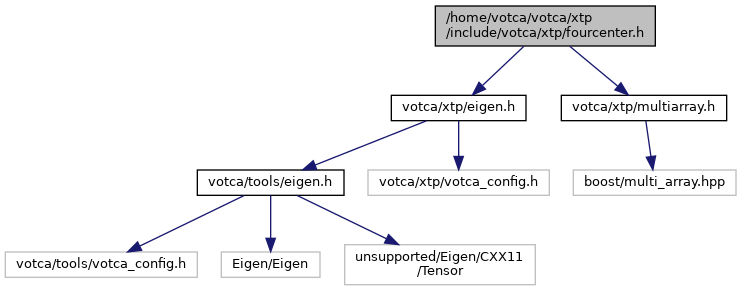 /home/votca/votca/xtp
/include/votca/xtp/fourcenter.h
votca/xtp/eigen.h
votca/xtp/multiarray.h
votca/tools/eigen.h
votca/xtp/votca_config.h
boost/multi_array.hpp
votca/tools/votca_config.h
Eigen/Eigen
unsupported/Eigen/CXX11
/Tensor